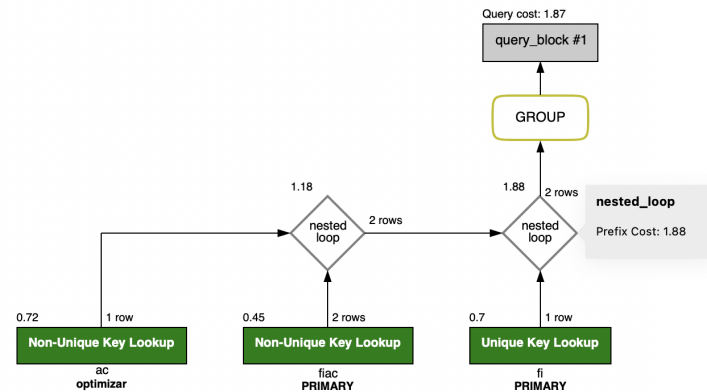 Query cost: 1.87
query_block #1
GROUP
1.18
1.88
2 rows
nested
loop
2 rows
nested
loop
nested_loop
Prefix Cost: 1.88
0.72
1 row
0.45
2 rows
0.7
1 row
Non-Unique Key Lookup
Non-Unique Key Lookup
Unique Key Lookup
ac
optimizar
fiac
PRIMARY
fi
PRIMARY